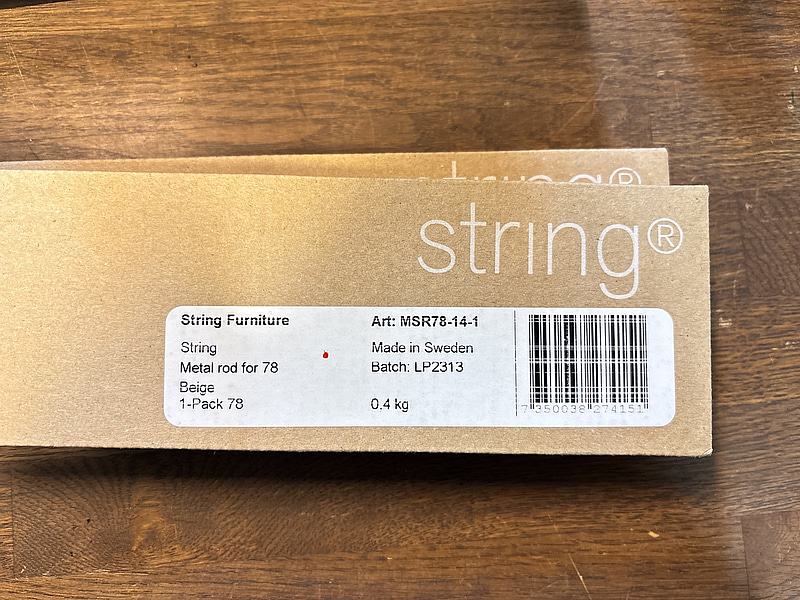 string®
string®
String Furniture
Art: MSR78-14-1
String
Made in Sweden
Metal rod for 78
Batch: LP2313
Beige
1-Pack 78
0.4 kg
7 350038 274151